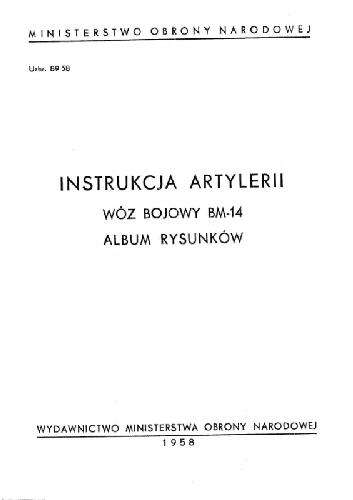 MINISTERSTWO OBRONY NARODOWEJ
Uzbr. 89/58
INSTRUKCJA ARTYLERII
WÓZ BOJOWY BM-14
ALBUM RYSUNKÓW
WYDAWNICTWO MINISTERSTWA OBRONY NARODOWEJ
1958